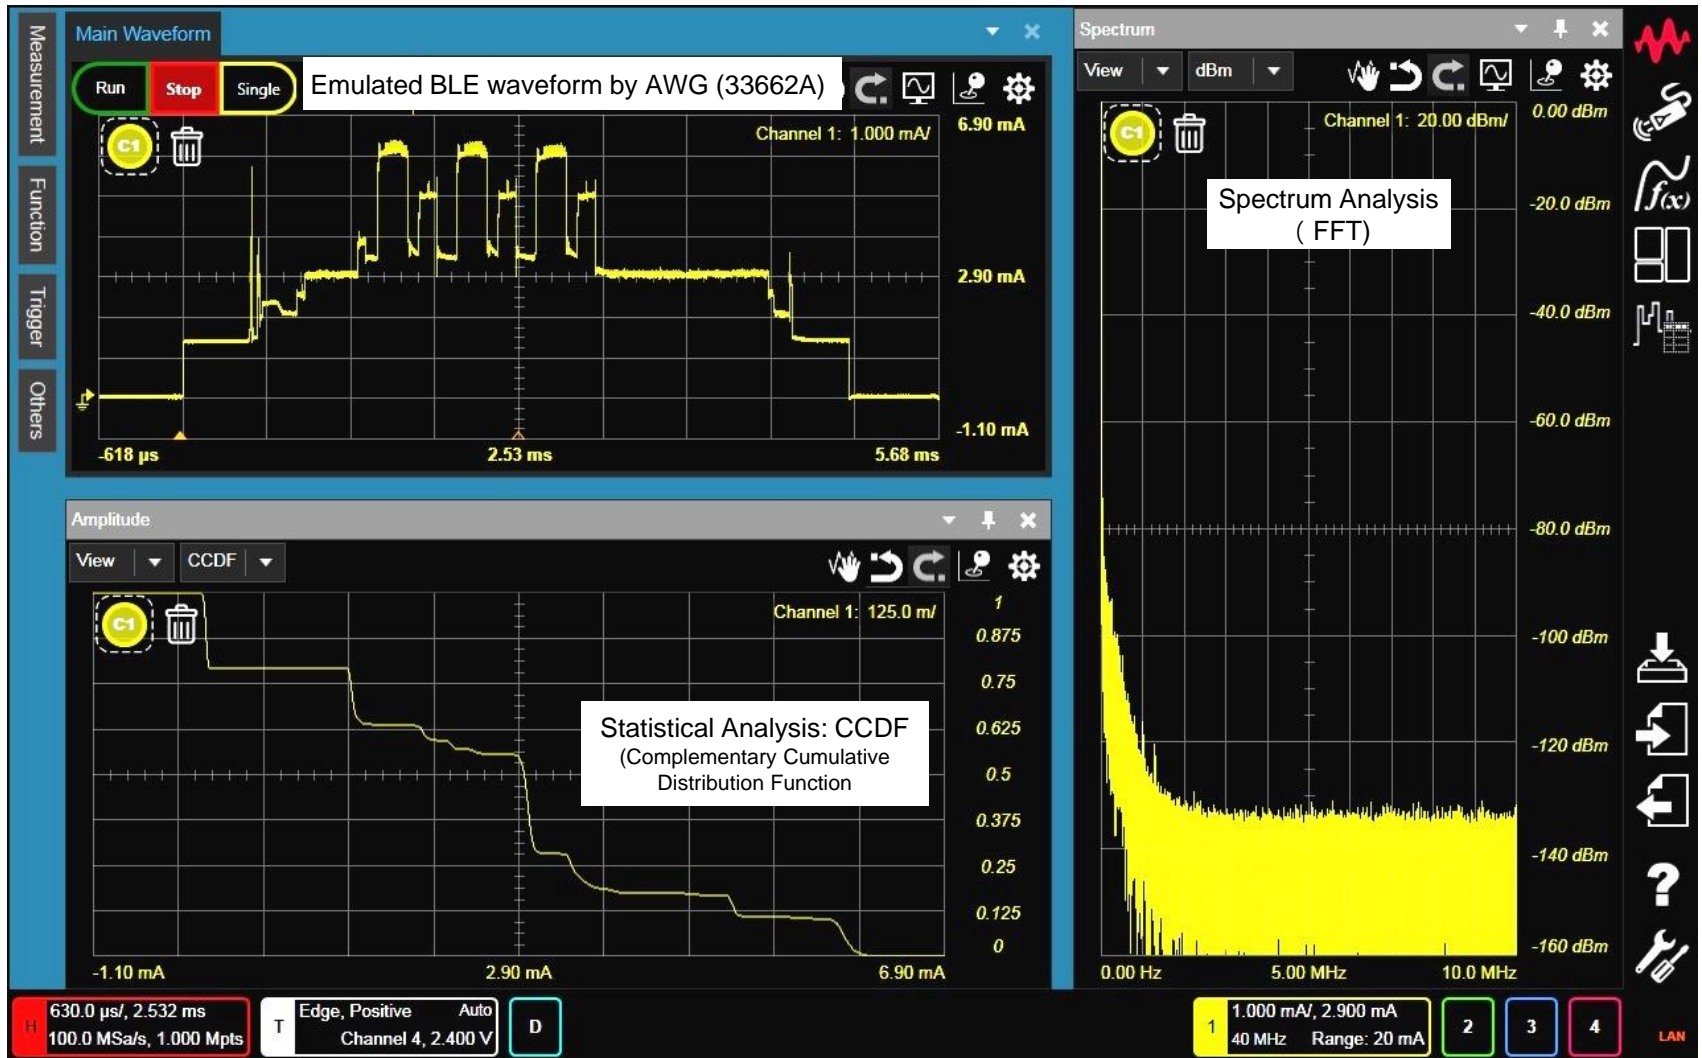 Measurement
Function
Trigger
Others
Main Waveform
Run
Stop
Single
Emulated BLE waveform by AWG (33662A)
C1
Channel 1: 1.000 mA/
6.90 mA
2.90 mA
-1.10 mA
-618 µs
2.53 ms
5.68 ms
Amplitude
View
CCDF
C1
Channel 1: 125.0 m/
1
0.875
0.75
0.625
0.5
0.375
0.25
0.125
0
Statistical Analysis: CCDF
(Complementary Cumulative
Distribution Function
-1.10 mA
2.90 mA
6.90 mA
Spectrum
View
dBm
C1
Channel 1: 20.00 dBm/
0.00 dBm
-20.0 dBm
-40.0 dBm
-60.0 dBm
-80.0 dBm
-100 dBm
-120 dBm
-140 dBm
-160 dBm
Spectrum Analysis
( FFT)
0.00 Hz
5.00 MHz
10.0 MHz
f(x)
?
H
630.0 µs/, 2.532 ms
100.0 MSa/s, 1.000 Mpts
T
Edge, Positive Auto
Channel 4, 2.400 V
D
1
1.000 mA/, 2.900 mA
40 MHz Range: 20 mA
2
3
4
LAN